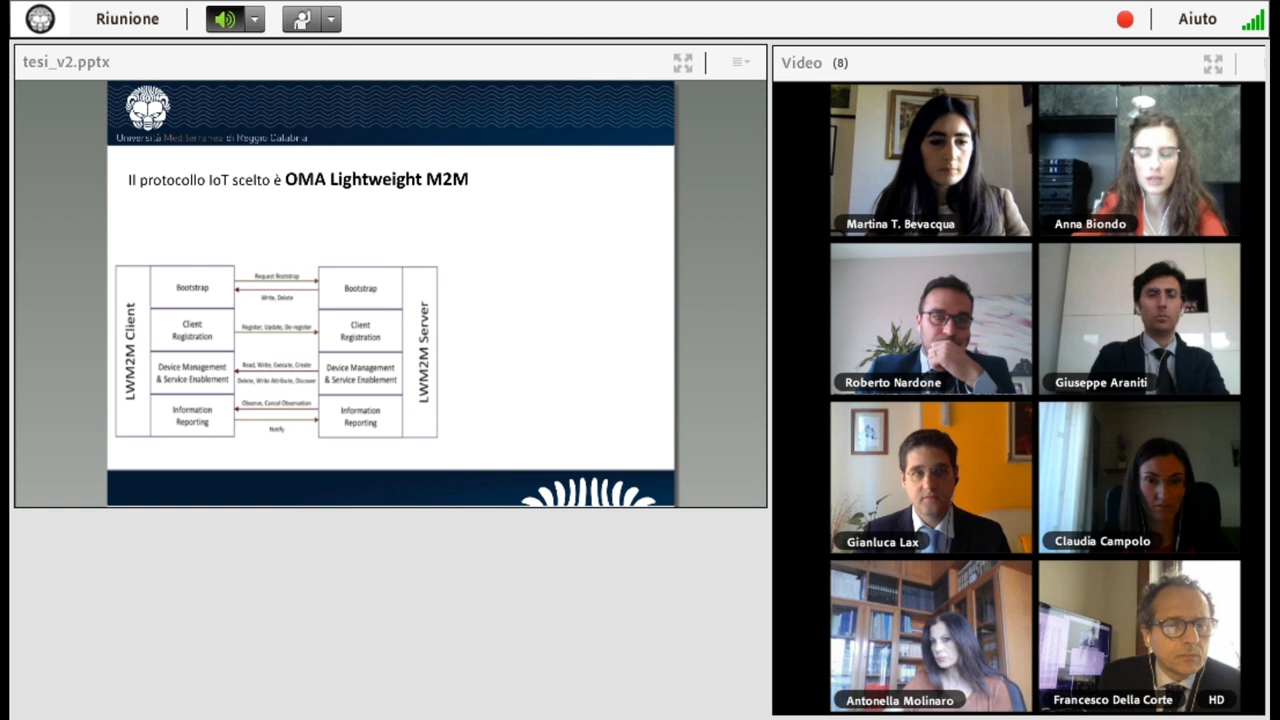 Riunione
Aiuto
tesi_v2.pptx
Video (8)
Università Mediterranea di Reggio Calabria
Il protocollo IoT scelto è OMA Lightweight M2M
LWM2M Client
Bootstrap
Request Bootstrap
Write, Delete
Bootstrap
Client
Registration
Register, Update, De-register
Client
Registration
Device Management
& Service Enablement
Read, Write, Execute, Create
Delete, Write Attribute, Discover
Device Management
& Service Enablement
Information
Reporting
Observe, Cancel Observation
Notify
Information
Reporting
LWM2M Server
Martina T. Bevacqua
Anna Biondo
Roberto Nardone
Giuseppe Araniti
Gianluca Lax
Claudia Campolo
Antonella Molinaro
Francesco Della Corte HD